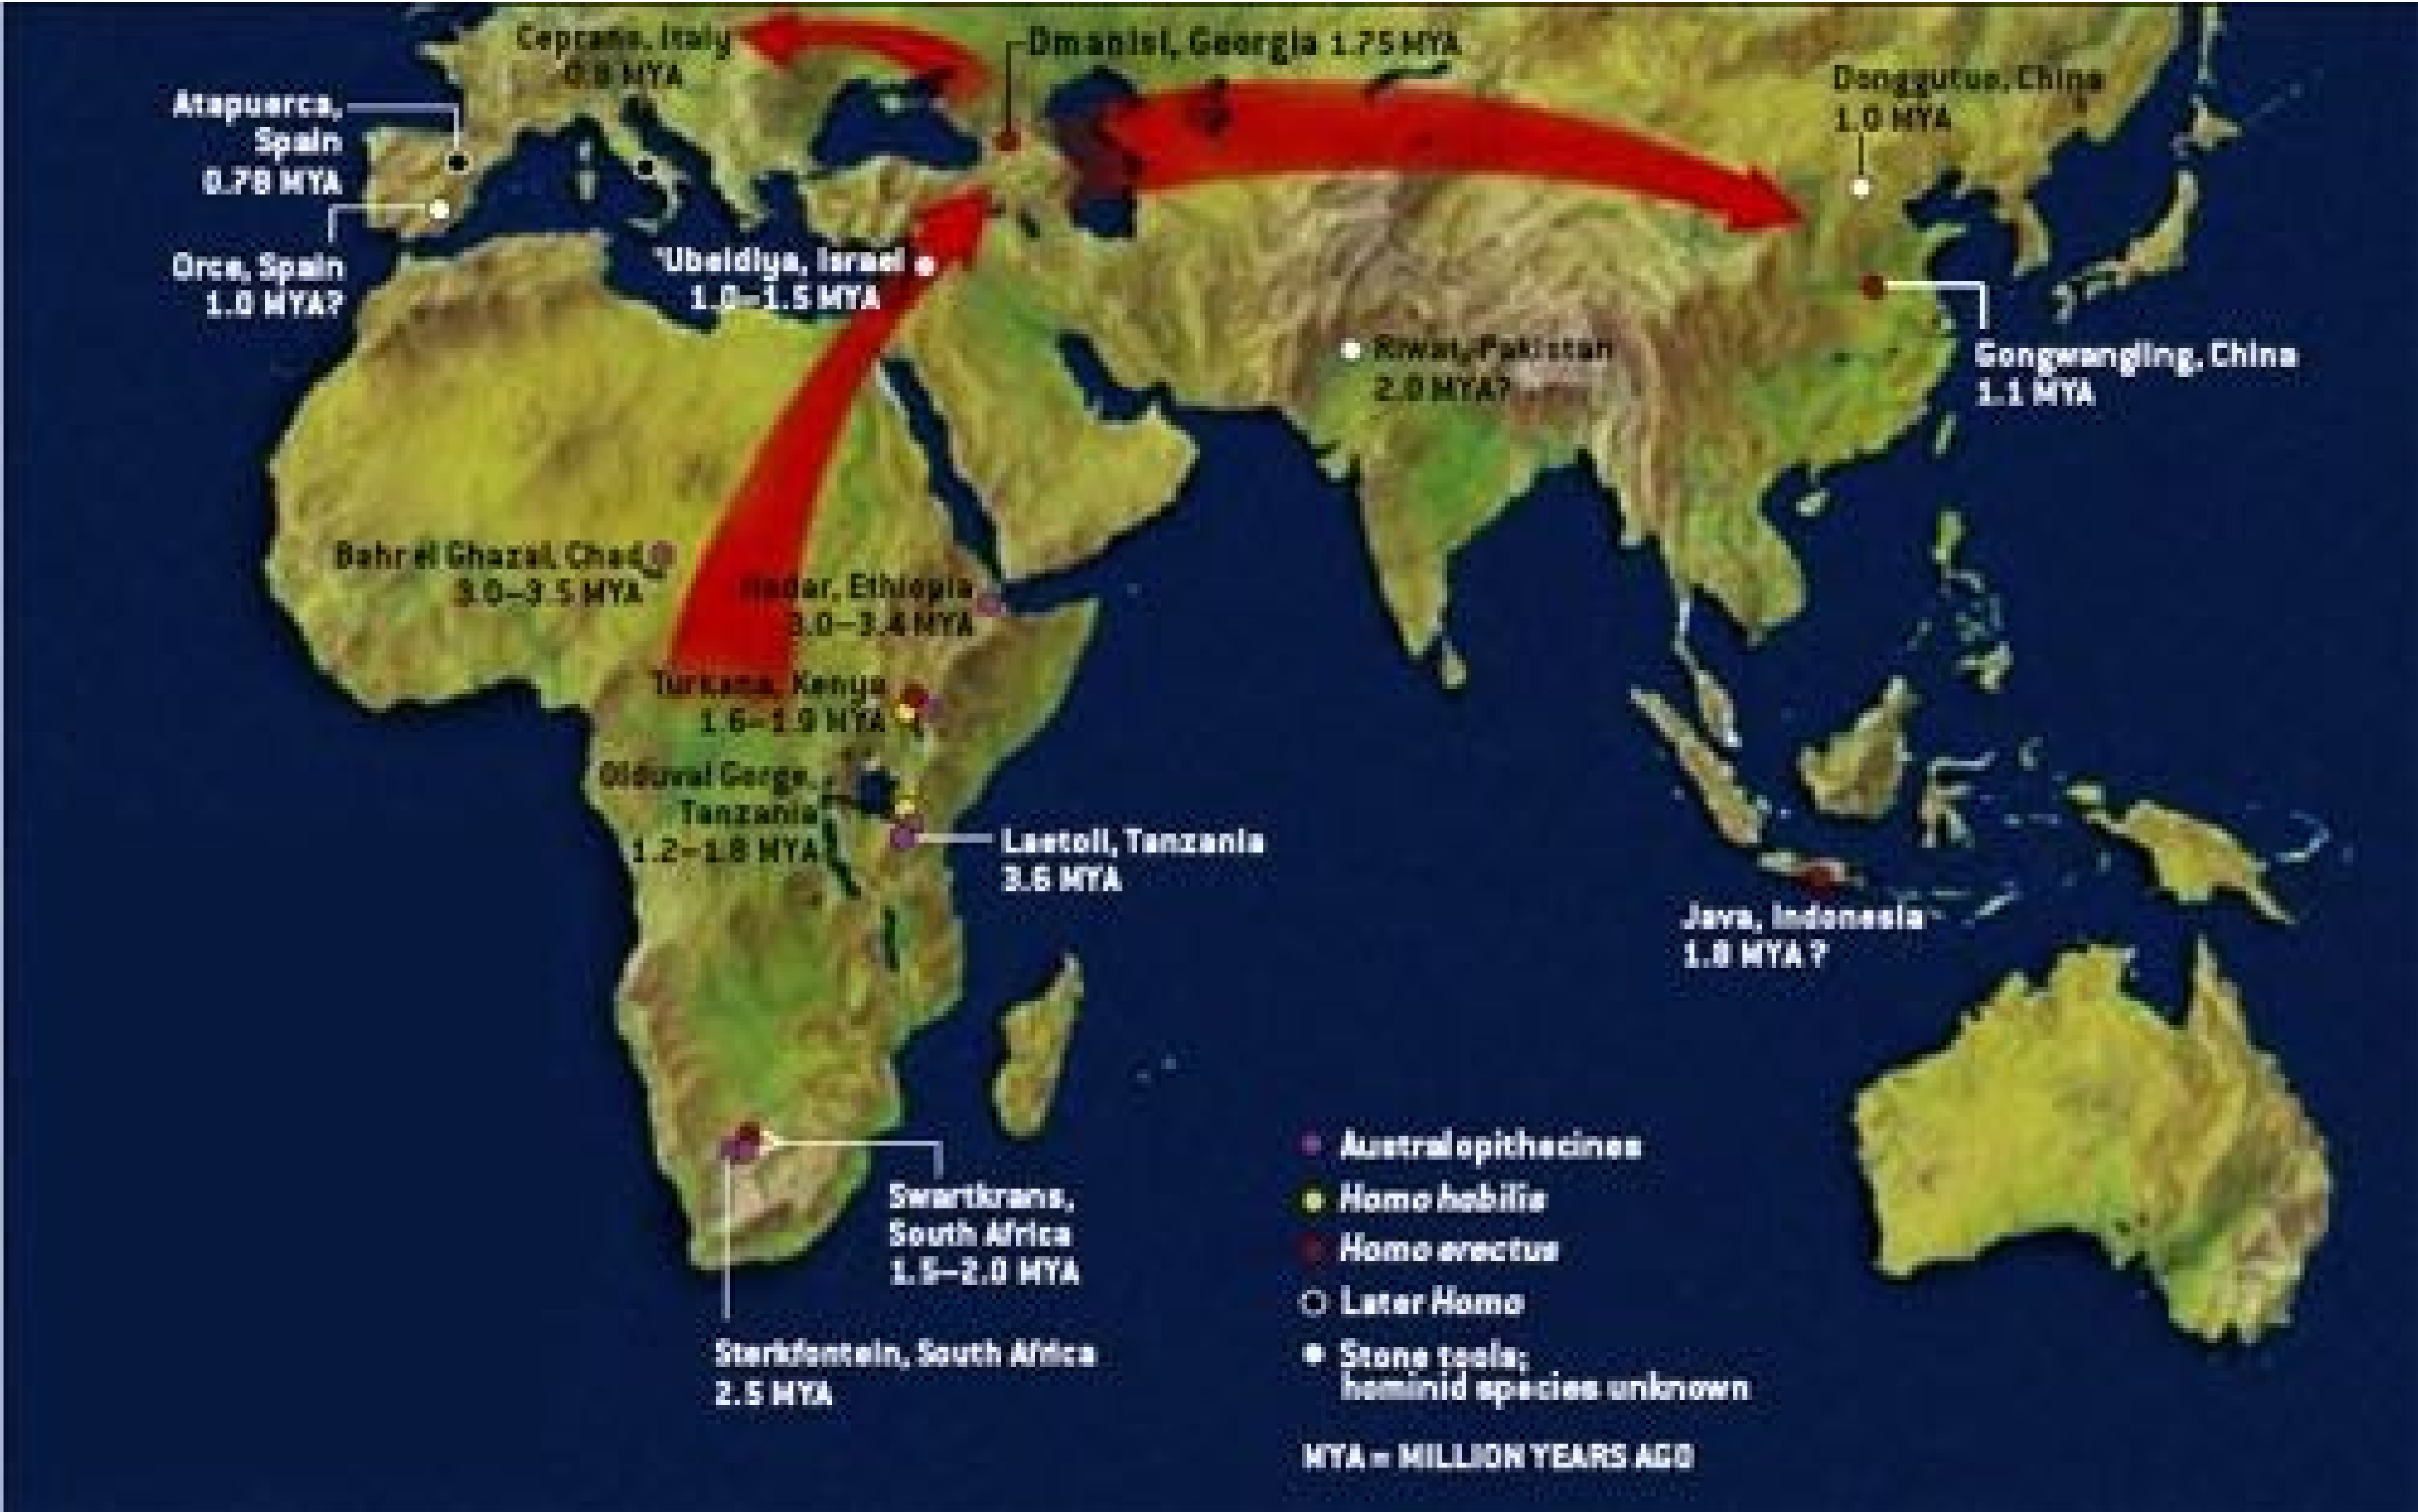 Ceprano, Italy
0.8 MYA
Dmanisi, Georgia 1.75 MYA
Donggutuo, China
1.0 MYA
Atapuerca,
Spain
0.78 MYA
Orce, Spain
1.0 MYA?
'Ubeidiya, Israel
1.0–1.5 MYA
Riwat, Pakistan
2.0 MYA?
Gongwangling, China
1.1 MYA
Bahr el Ghazal, Chad
3.0–3.5 MYA
Hadar, Ethiopia
3.0–3.4 MYA
Turkana, Kenya
1.6–1.9 MYA
Olduvai Gorge,
Tanzania
1.2–1.8 MYA
Laetoli, Tanzania
3.6 MYA
Java, Indonesia
1.8 MYA ?
Swartkrans,
South Africa
1.5–2.0 MYA
Sterkfontein, South Africa
2.5 MYA
Australopithecines
Homo habilis
Homo erectus
Later Homo
Stone tools;
hominid species unknown
MYA = MILLION YEARS AGO